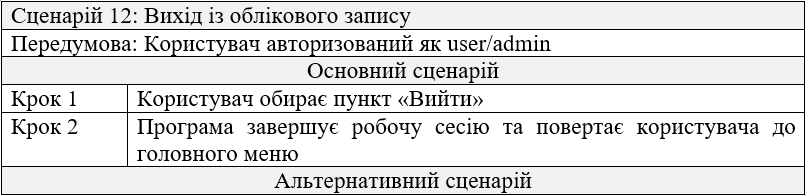 Сценарій 12: Вихід із облікового запису
Передумова: Користувач авторизований як user/admin
Основний сценарій
Крок 1 Користувач обирає пункт «Вийти»
Крок 2 Програма завершує робочу сесію та повертає користувача до
головного меню
Альтернативний сценарій